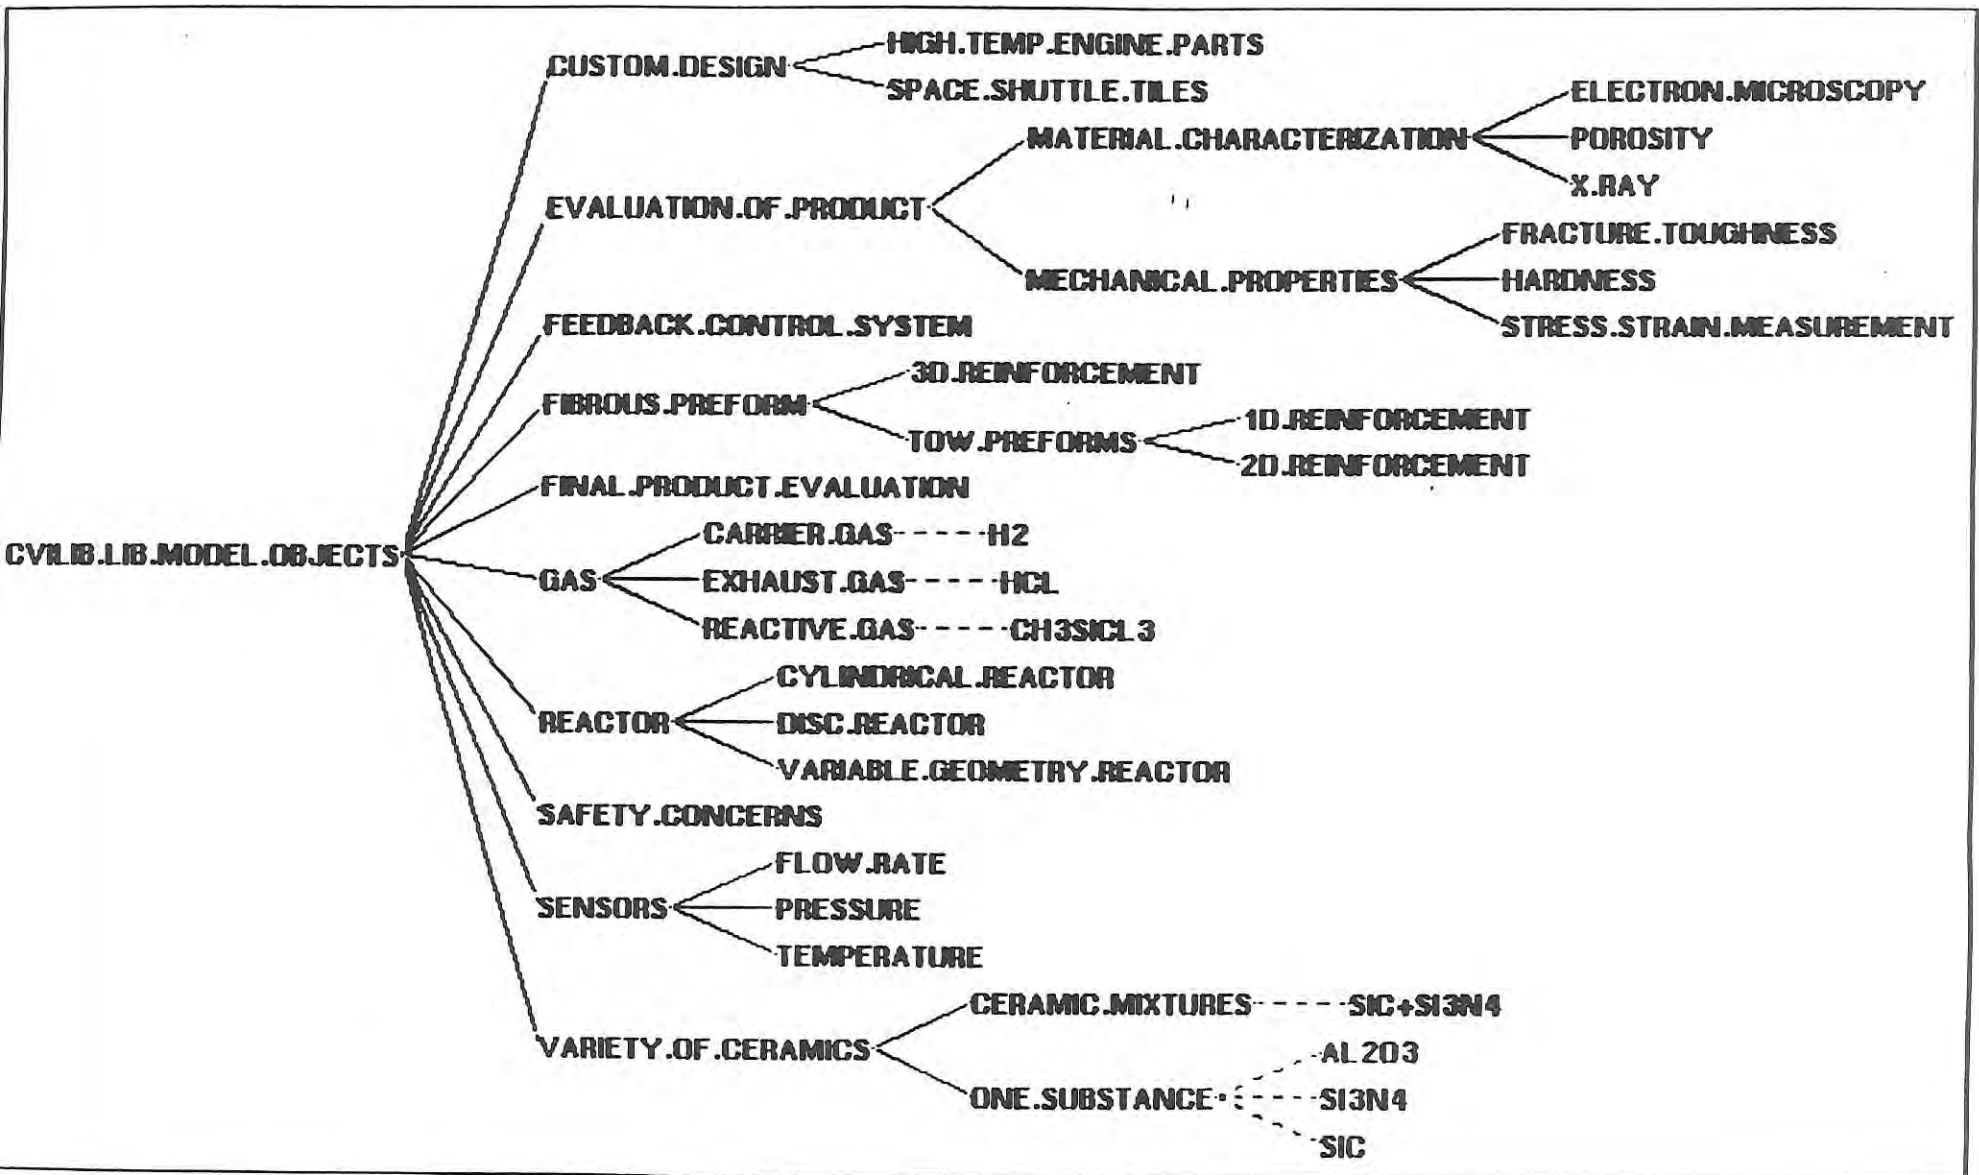 HIGH.TEMP.ENGINE.PARTS
CUSTOM.DESIGN
SPACE.SHUTTLE.TILES
ELECTRON.MICROSCOPY
MATERIAL.CHARACTERIZATION
POROSITY
X.RAY
EVALUATION.OF.PRODUCT
FRACTURE.TOUGHNESS
MECHANICAL.PROPERTIES
HARDNESS
STRESS.STRAIN.MEASUREMENT
FEEDBACK.CONTROL.SYSTEM
3D.REINFORCEMENT
FIBROUS.PREFORM
1D.REINFORCEMENT
TOW.PREFORMS
2D.REINFORCEMENT
FINAL.PRODUCT.EVALUATION
CVILIB.LIB.MODEL.OBJECTS
CARRIER.GAS
H2
GAS
EXHAUST.GAS
HCL
REACTIVE.GAS
CH3SICL3
CYLINDRICAL.REACTOR
REACTOR
DISC.REACTOR
VARIABLE.GEOMETRY.REACTOR
SAFETY.CONCERNS
FLOW.RATE
SENSORS
PRESSURE
TEMPERATURE
CERAMIC.MIXTURES
SIC+SI3N4
VARIETY.OF.CERAMICS
AL2O3
ONE.SUBSTANCE
SI3N4
SIC